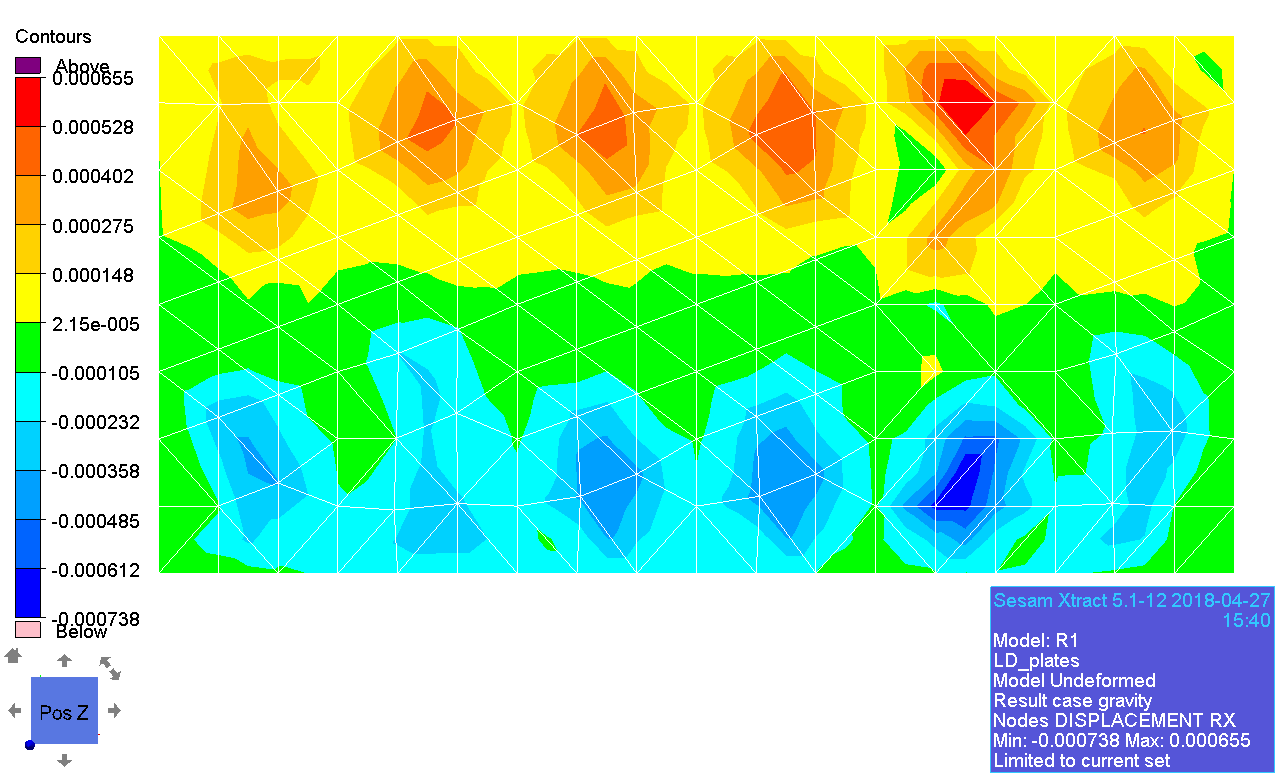 Contours
Above
0.000655
0.000528
0.000402
0.000275
0.000148
2.15e-005
-0.000105
-0.000232
-0.000358
-0.000485
-0.000612
-0.000738
Below
Pos Z
Sesam Xtract 5.1-12 2018-04-27
15:40
Model: R1
LD_plates
Model Undeformed
Result case gravity
Nodes DISPLACEMENT RX
Min: -0.000738 Max: 0.000655
Limited to current set